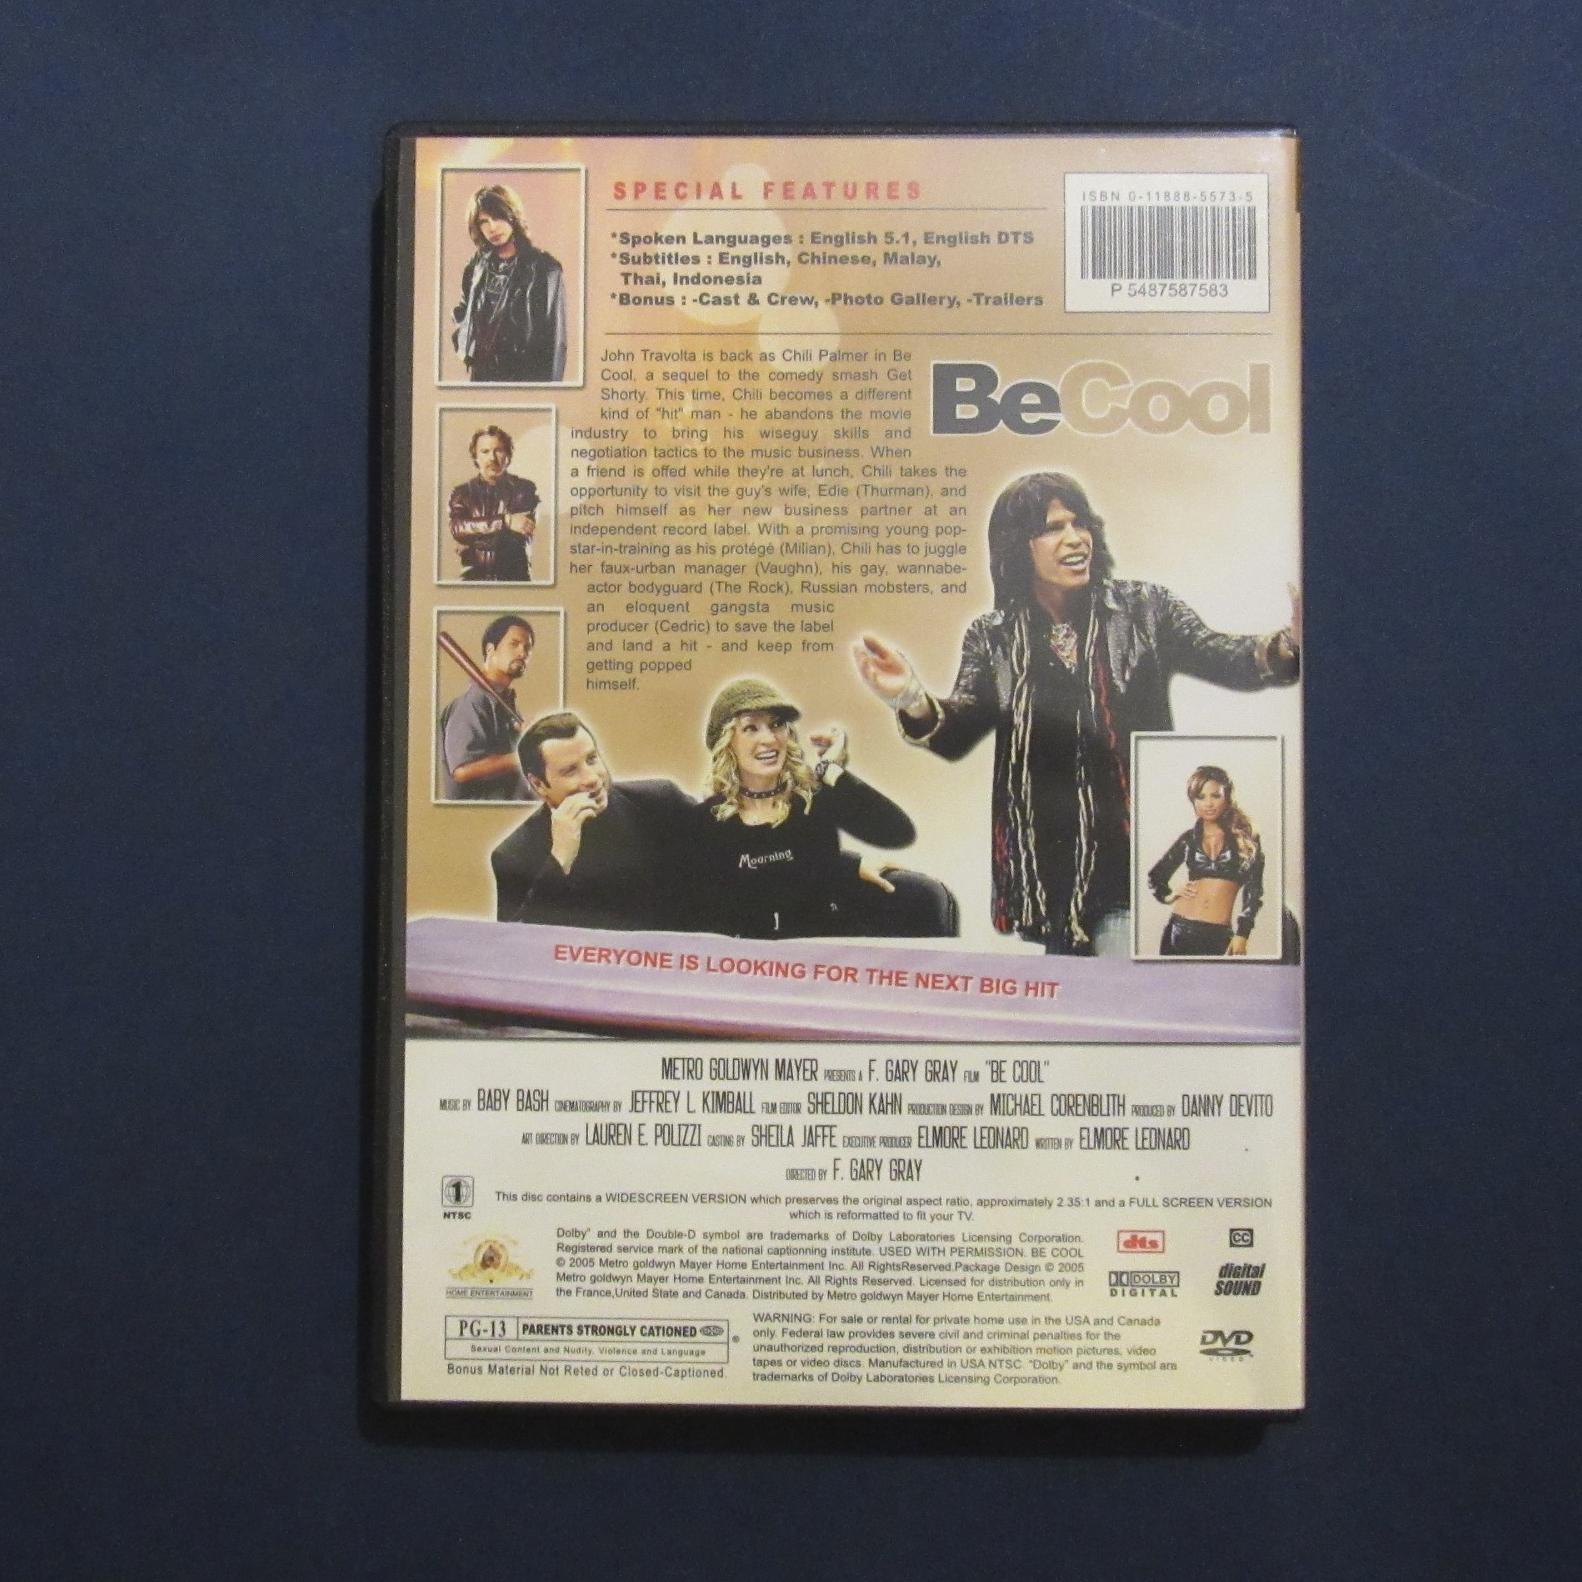 SPECIAL FEATURES
*Spoken Languages : English 5.1, English DTS
*Subtitles : English, Chinese, Malay,
Thai, Indonesia
*Bonus : -Cast & Crew, -Photo Gallery, -Trailers
ISBN 0-11888-5573-5
P 5487587583
BeCool
John Travolta is back as Chili Palmer in Be
Cool, a sequel to the comedy smash Get
Shorty. This time, Chili becomes a different
kind of "hit" man - he abandons the movie
industry to bring his wiseguy skills and
negotiation tactics to the music business. When
a friend is offed while they're at lunch, Chili takes the
opportunity to visit the guy's wife, Edie (Thurman), and
pitch himself as her new business partner at an
independent record label. With a promising young pop-
star-in-training as his protégé (Milian), Chili has to juggle
her faux-urban manager (Vaughn), his gay, wannabe-
actor bodyguard (The Rock), Russian mobsters, and
an eloquent gangsta music
producer (Cedric) to save the label
and land a hit - and keep from
getting popped
himself.
Mourning
EVERYONE IS LOOKING FOR THE NEXT BIG HIT
METRO GOLDWYN MAYER PRESENTS A F. GARY GRAY FILM "BE COOL"
MUSIC BY BABY BASH CINEMATOGRAPHY BY JEFFREY L. KIMBALL FILM EDITOR SHELDON KAHN PRODUCTION DESIGN BY MICHAEL CORENBLITH PRODUCED BY DANNY DEVITO
ART DIRECTION BY LAUREN E. POLIZZI CASTING BY SHEILA JAFFE EXECUTIVE PRODUCER ELMORE LEONARD WRITTEN BY ELMORE LEONARD
DIRECTED BY F. GARY GRAY
1
NTSC
This disc contains a WIDESCREEN VERSION which preserves the original aspect ratio, approximately 2.35:1 and a FULL SCREEN VERSION
which is reformatted to fit your TV.
HOME ENTERTAINMENT
Dolby" and the Double-D symbol are trademarks of Dolby Laboratories Licensing Corporation.
Registered service mark of the national captionning institute. USED WITH PERMISSION. BE COOL
© 2005 Metro goldwyn Mayer Home Entertainment Inc. All RightsReserved.Package Design © 2005
Metro goldwyn Mayer Home Entertainment Inc. All Rights Reserved. Licensed for distribution only in
the France,United State and Canada. Distributed by Metro goldwyn Mayer Home Entertainment.
dts
CC
DOLBY
DIGITAL
digital
SOUND
PG-13 PARENTS STRONGLY CATIONED
Sexual Content and Nudity, Violence and Language
®
Bonus Material Not Reted or Closed-Captioned.
WARNING: For sale or rental for private home use in the USA and Canada
only. Federal law provides severe civil and criminal penalties for the
unauthorized reproduction, distribution or exhibition motion pictures, video
tapes or video discs. Manufactured in USA NTSC. "Dolby" and the symbol are
trademarks of Dolby Laboratories Licensing Corporation.
DVD
VIDEO